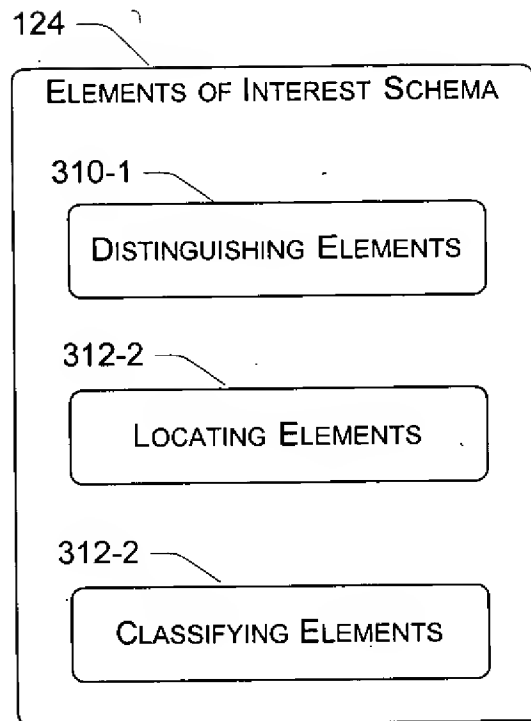 124
ELEMENTS OF INTEREST SCHEMA
310-1
DISTINGUISHING ELEMENTS
312-2
LOCATING ELEMENTS
312-2
CLASSIFYING ELEMENTS